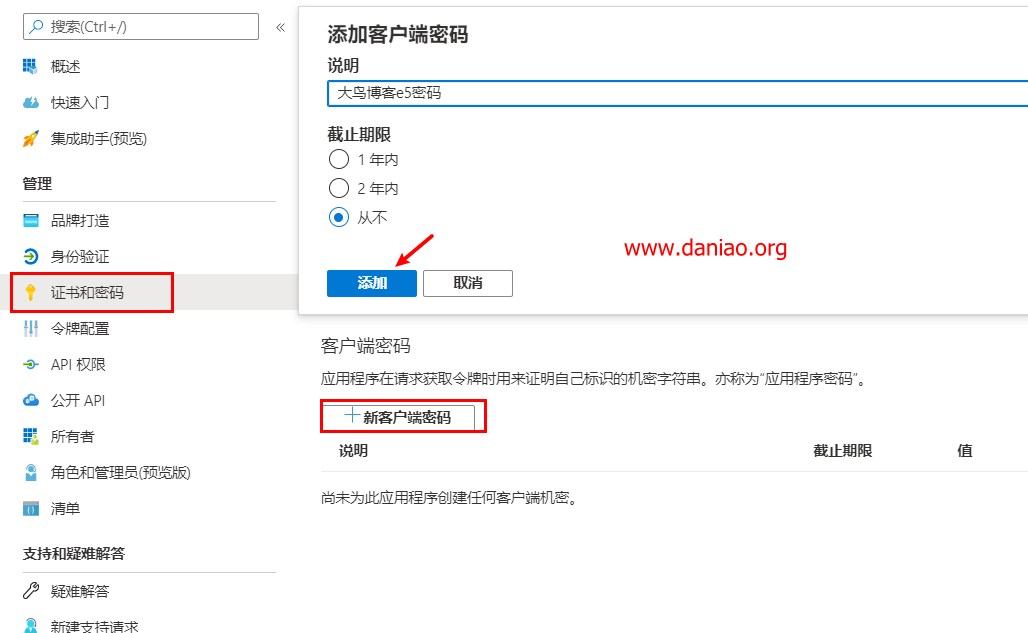 搜索(Ctrl+/)
«
概述
快速入门
集成助手(预览)
管理
品牌打造
身份验证
证书和密码
令牌配置
API 权限
公开 API
所有者
角色和管理员(预览版)
清单
支持和疑难解答
疑难解答
新建支持请求
添加客户端密码
说明
大鸟博客e5密码
截止期限
1 年内
2 年内
从不
www.daniao.org
添加 取消
客户端密码
应用程序在请求获取令牌时用来证明自己标识的机密字符串。亦称为“应用程序密码”。
新客户端密码
说明 截止期限 值
尚未为此应用程序创建任何客户端机密。